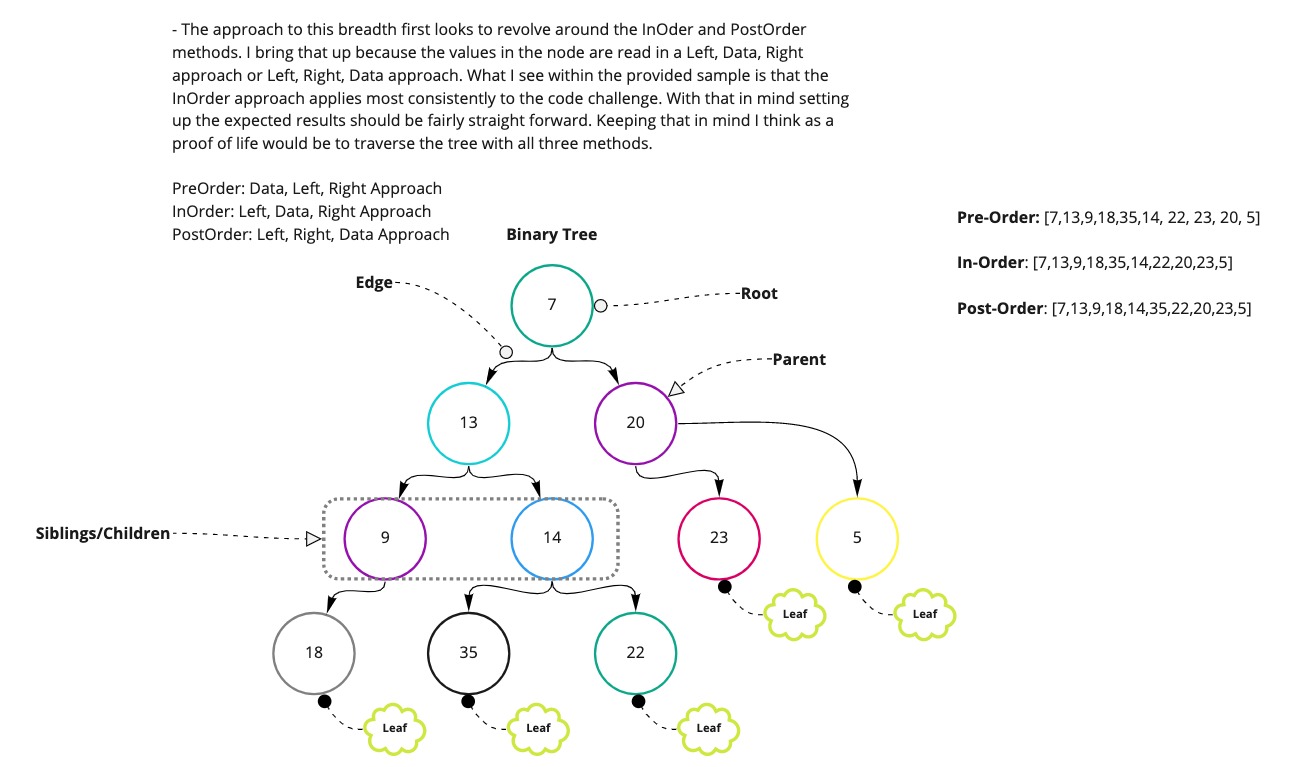 - The approach to this breadth first looks to revolve around the InOder and PostOrder
methods. I bring that up because the values in the node are read in a Left, Data, Right
approach or Left, Right, Data approach. What I see within the provided sample is that the
InOrder approach applies most consistently to the code challenge. With that in mind setting
up the expected results should be fairly straight forward. Keeping that in mind I think as a
proof of life would be to traverse the tree with all three methods.
PreOrder: Data, Left, Right Approach
InOrder: Left, Data, Right Approach
PostOrder: Left, Right, Data Approach
Binary Tree
Pre-Order: [7,13,9,18,35,14, 22, 23, 20, 5]
In-Order: [7,13,9,18,35,14,22,20,23,5]
Post-Order: [7,13,9,18,14,35,22,20,23,5]
Edge
Root
7
Parent
13
20
Siblings/Children
9
14
23
5
Leaf
Leaf
18
35
22
Leaf
Leaf
Leaf